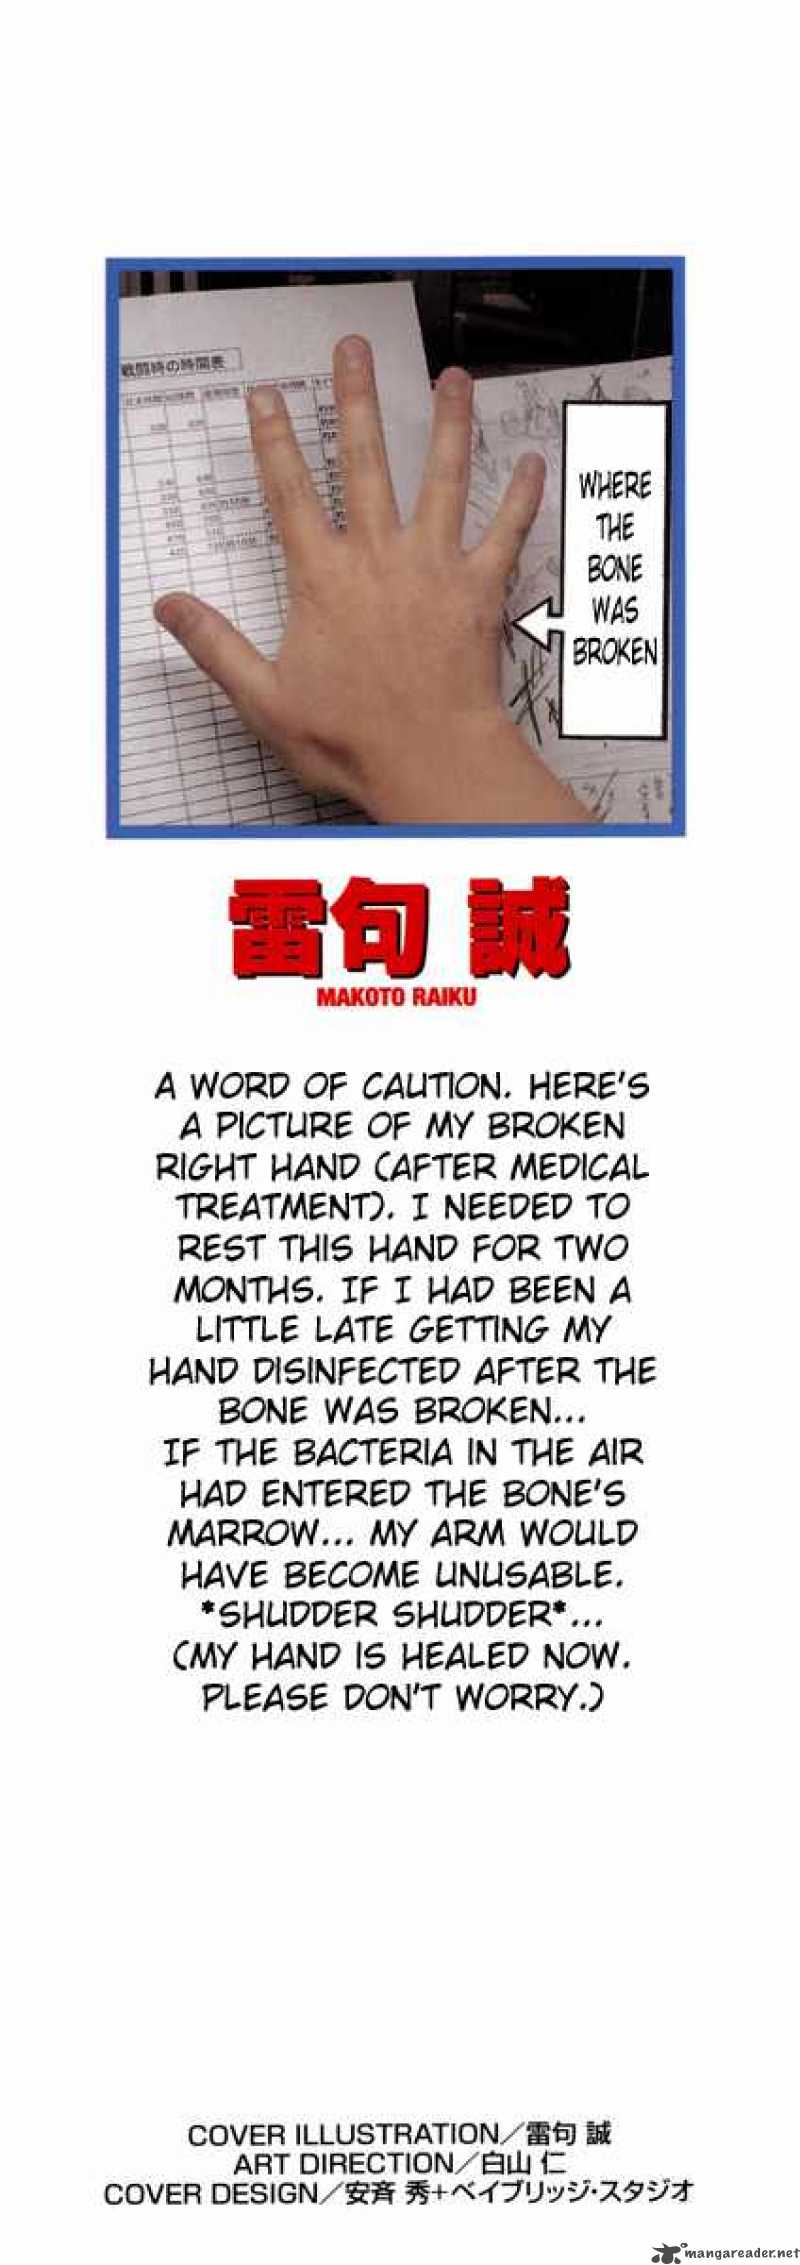 戦闘時の時間表
WHERE
THE
BONE
WAS
BROKEN
雷句 誠
MAKOTO RAIKU
A WORD OF CAUTION. HERE'S
A PICTURE OF MY BROKEN
RIGHT HAND (AFTER MEDICAL
TREATMENT). I NEEDED TO
REST THIS HAND FOR TWO
MONTHS. IF I HAD BEEN A
LITTLE LATE GETTING MY
HAND DISINFECTED AFTER THE
BONE WAS BROKEN...
IF THE BACTERIA IN THE AIR
HAD ENTERED THE BONE'S
MARROW... MY ARM WOULD
HAVE BECOME UNUSABLE.
*SHUDDER SHUDDER*...
(MY HAND IS HEALED NOW.
PLEASE DON'T WORRY.)
COVER ILLUSTRATION／雷句 誠
ART DIRECTION／白山 仁
COVER DESIGN／安斉 秀+ベイブリッジ・スタジオ
mangareader.net